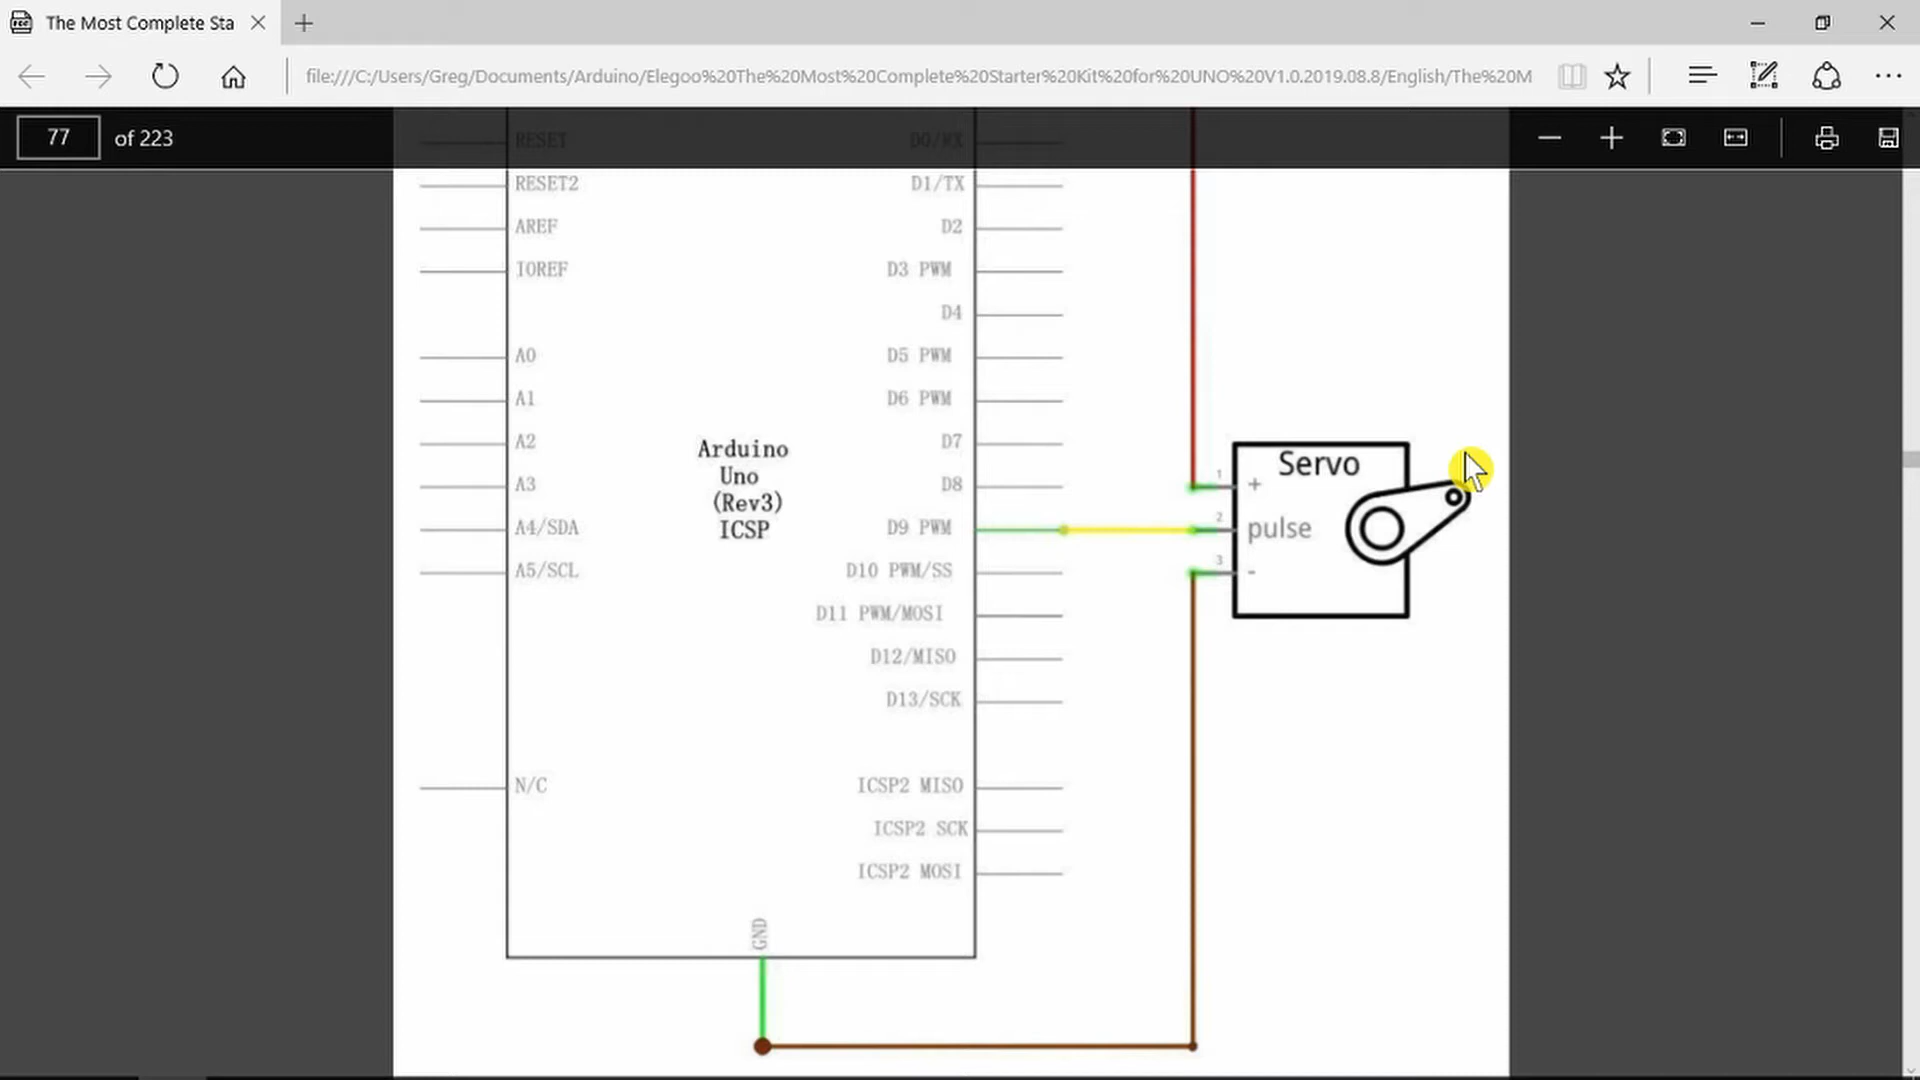 The Most Complete Sta
file:///C:/Users/Greg/Documents/Arduino/Elegoo%20The%20Most%20Complete%20Starter%20Kit%20for%20UNO%20V1.0.2019.08.8/English/The%20M
77 of 223
RESET D0/RX
RESET2 D1/TX
AREF D2
IOREF D3 PWM
D4
A0 D5 PWM
A1 D6 PWM
A2 D7
A3 D8
A4/SDA D9 PWM
A5/SCL D10 PWM/SS
D11 PWM/MOSI
D12/MISO
D13/SCK
N/C ICSP2 MISO
ICSP2 SCK
ICSP2 MOSI
GND
Arduino
Uno
(Rev3)
ICSP
Servo
1 +
2 pulse
3 -